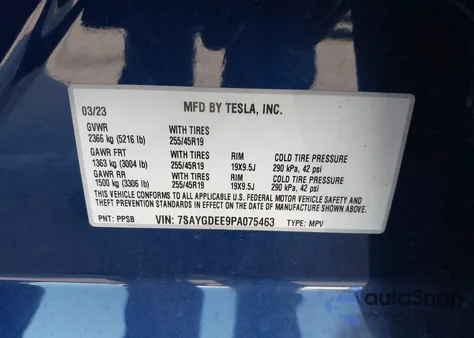 MFD BY TESLA, INC.
03/23
GVWR WITH TIRES
2366 kg (5216 lb) 255/45R19
GAWR FRT WITH TIRES RIM COLD TIRE PRESSURE
1363 kg (3004 lb) 255/45R19 19X9.5J 290 kPa, 42 psi
GAWR RR WITH TIRES RIM COLD TIRE PRESSURE
1500 kg (3306 lb) 255/45R19 19X9.5J 290 kPa, 42 psi
THIS VEHICLE CONFORMS TO ALL APPLICABLE U.S. FEDERAL MOTOR VEHICLE SAFETY AND
THEFT PREVENTION STANDARDS IN EFFECT ON THE DATE OF MANUFACTURE SHOWN ABOVE.
PNT: PPSB VIN: 7SAYGDEE9PA075463 TYPE: MPV
autoSnap